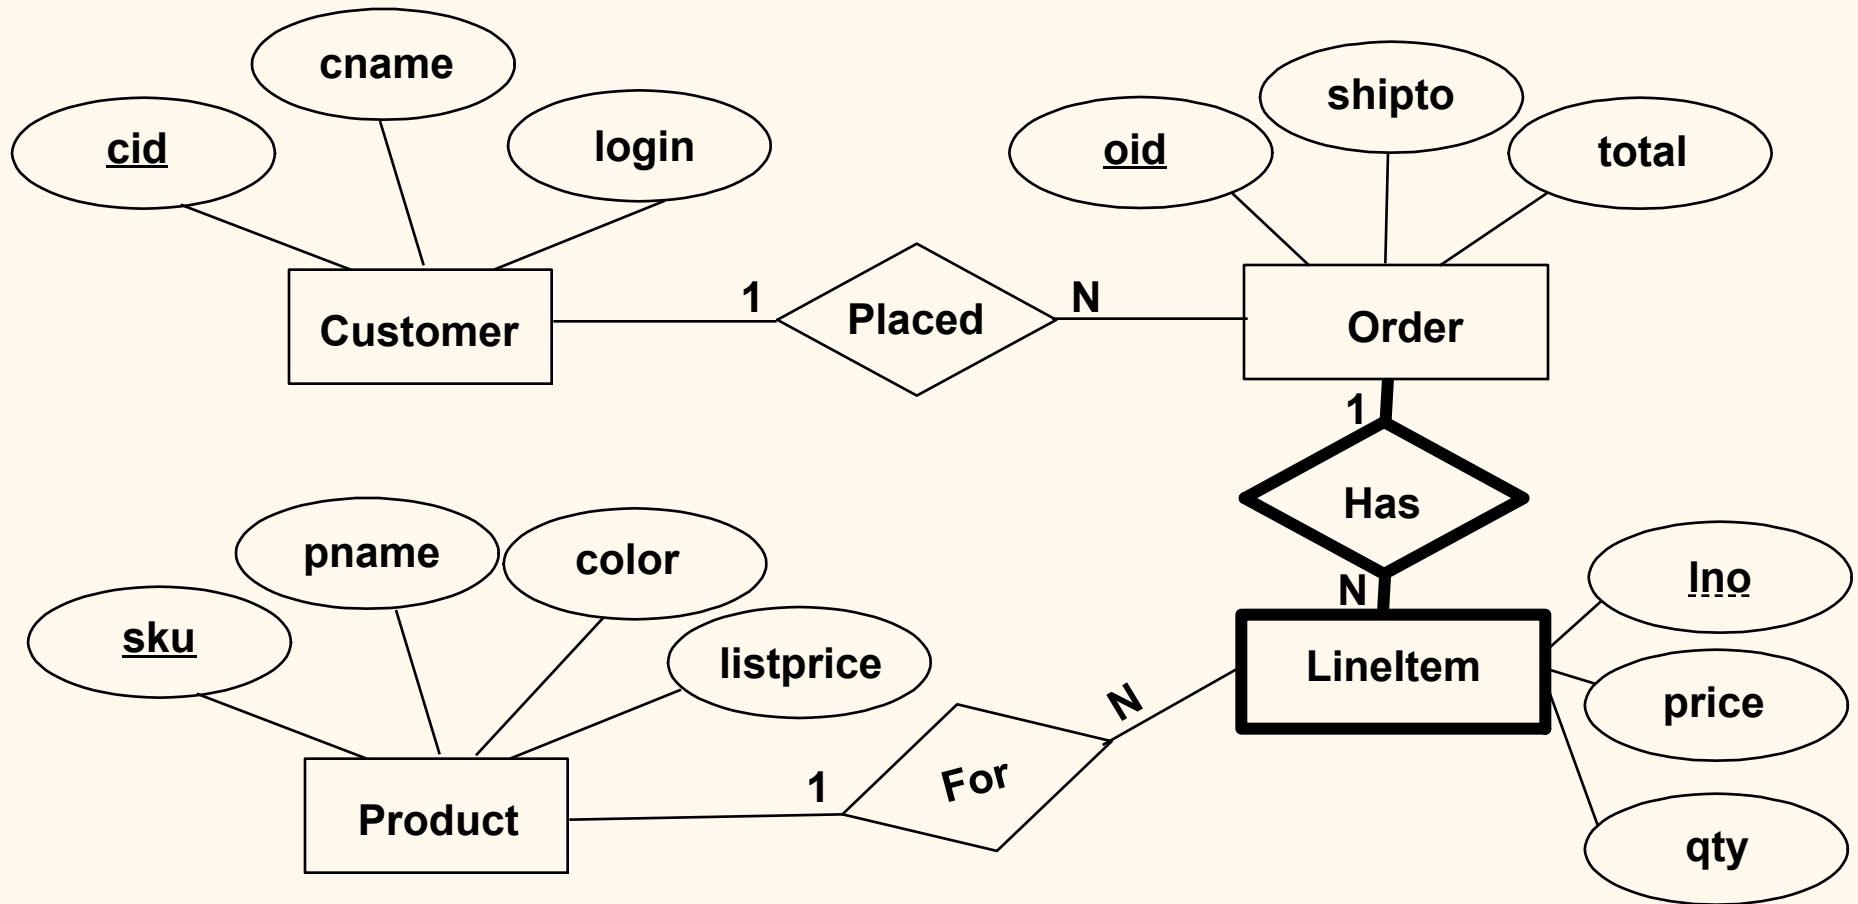 cname
cid
login
shipto
oid
total
1
N
Customer
Placed
Order
1
Has
N
pname
color
sku
listprice
lno
LineItem
price
N
1
For
Product
qty